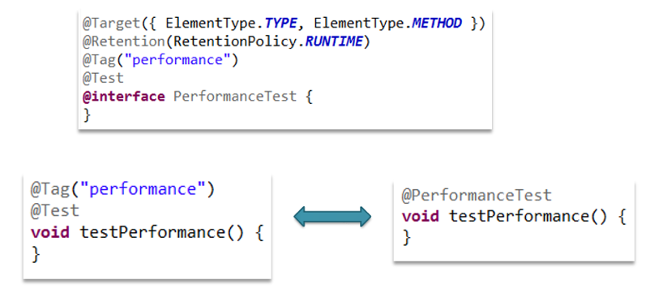 @Target({ ElementType.TYPE, ElementType.METHOD })
@Retention(RetentionPolicy.RUNTIME)
@Tag("performance")
@Test
@interface PerformanceTest {
}
@Tag("performance")
@Test
void testPerformance() {
}
@PerformanceTest
void testPerformance() {
}